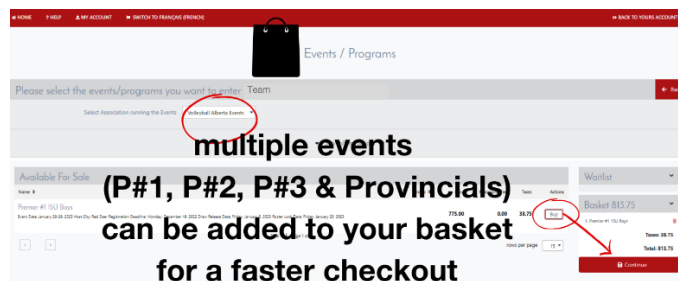 HOME ? HELP MY ACCOUNT SWITCH TO FRANÇAIS (FRENCH) BACK TO YOURS ACCOUNT
Events / Programs
Please select the events/programs you want to enter Team
Select Association running the Events Volleyball Alberta Events
multiple events
Available For Sale Waitlist
(P#1, P#2, P#3 & Provincials)
Name Taxes Actions Basket 813.75
Premier #1 15U Boys 775.00 0.00 38.75 Buy 1. Premier #1 15U Boys
can be added to your basket
Taxes: 38.75
rows per page 15 Total: 813.75
for a faster checkout
Continue